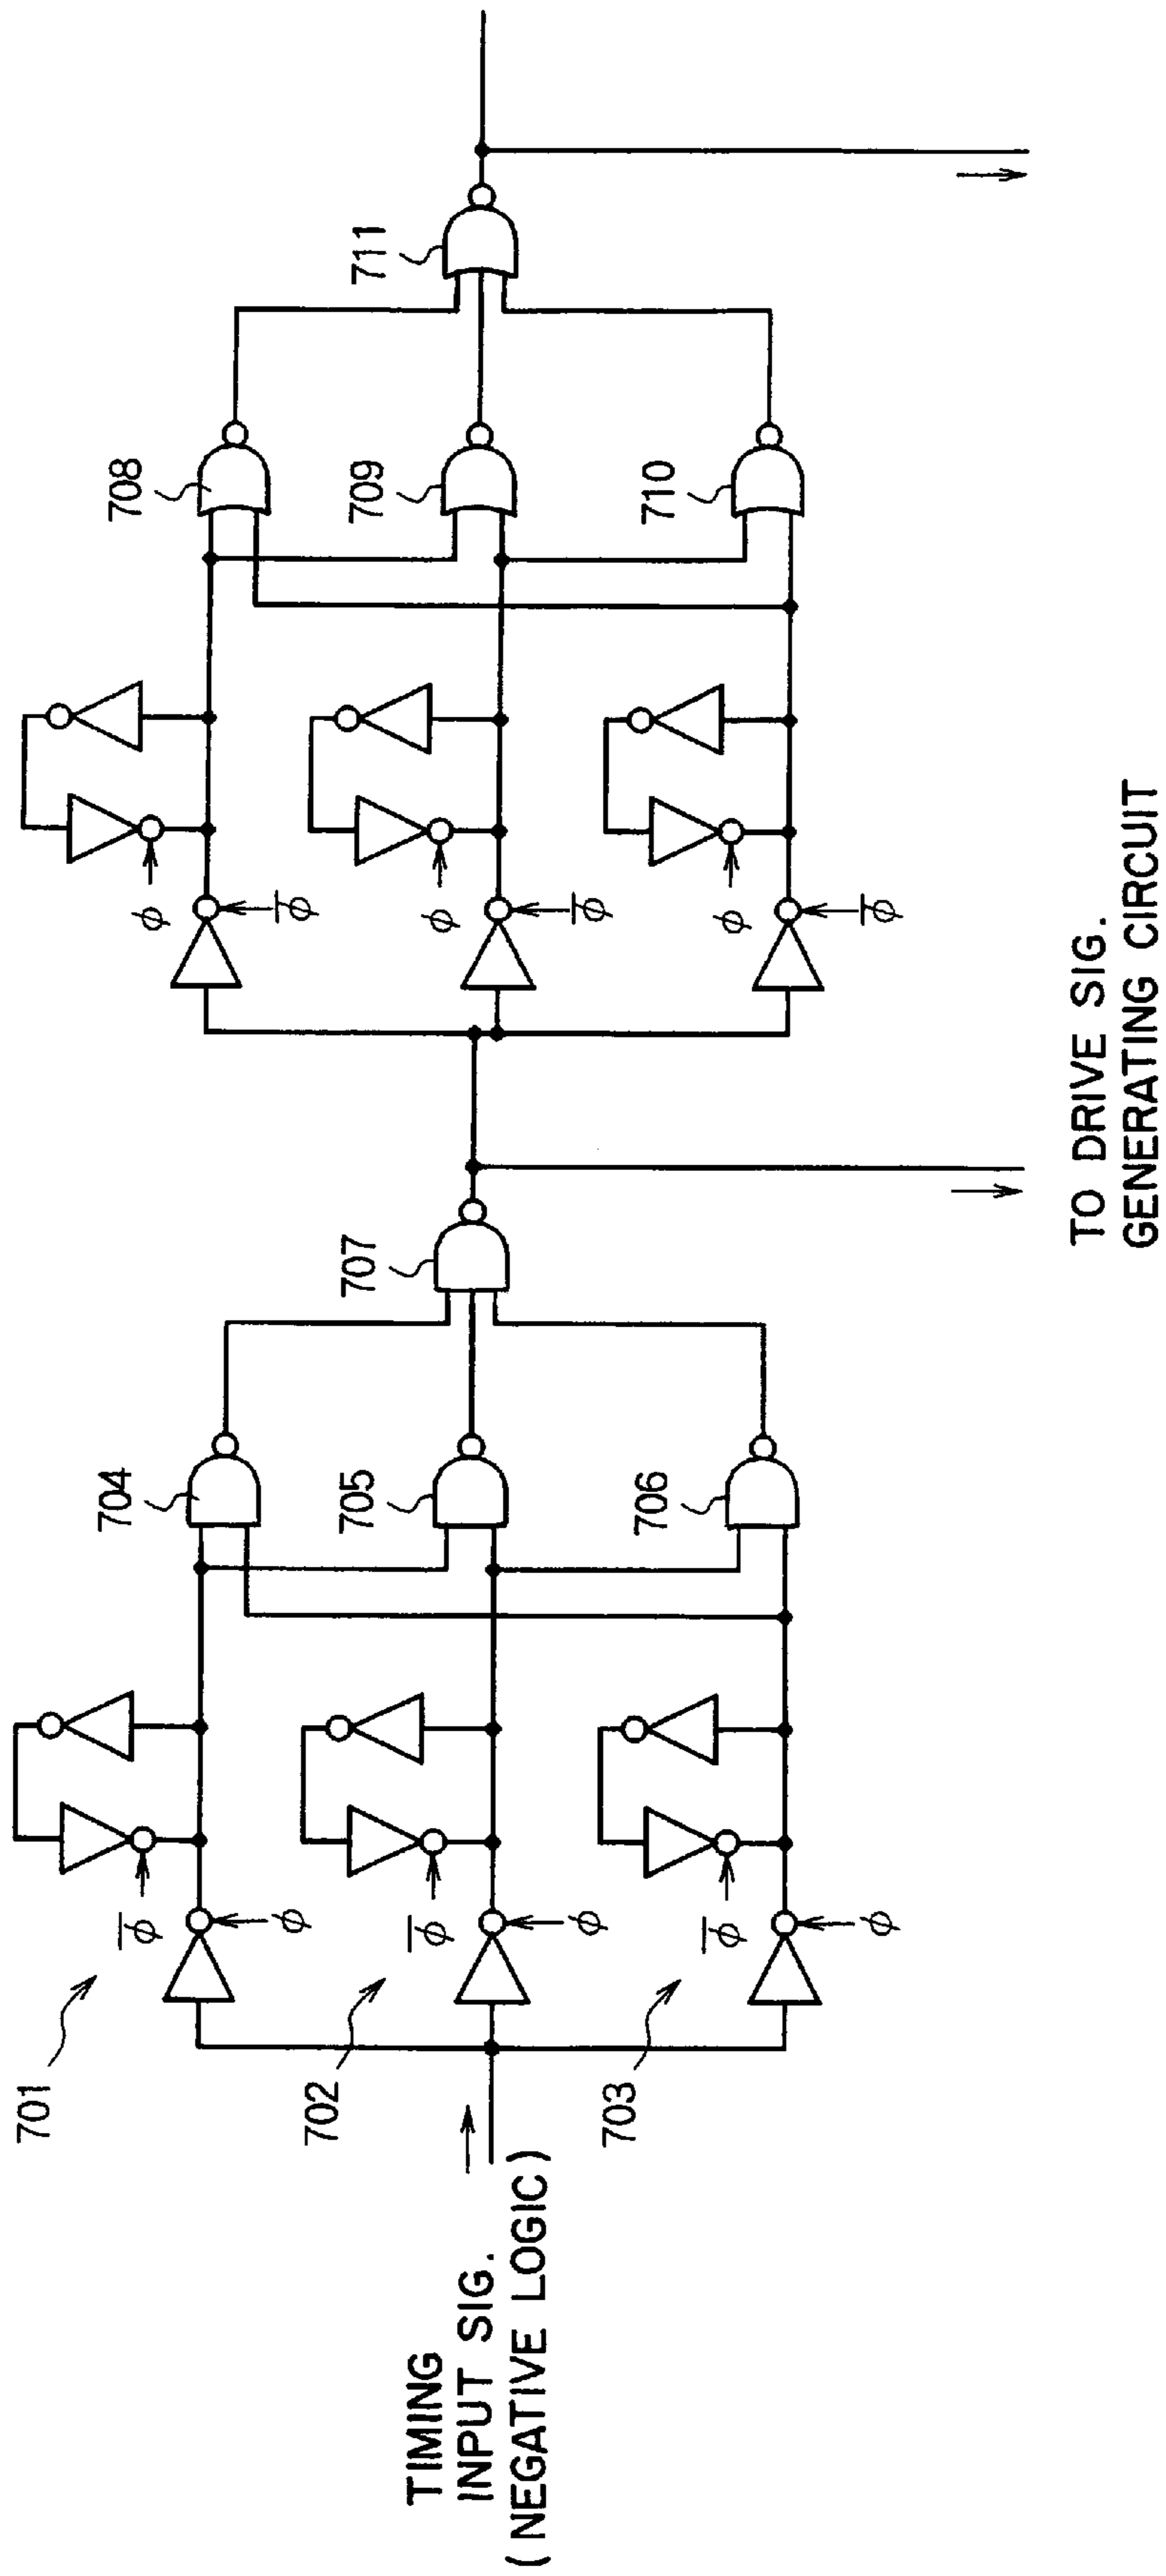 701
702
703
704
705
706
707
708
709
710
711
φ̅
φ
φ̅
φ
φ̅
φ
φ
φ̅
φ
φ̅
φ
φ̅
TIMING
INPUT SIG.
(NEGATIVE LOGIC)
TO DRIVE SIG.
GENERATING CIRCUIT